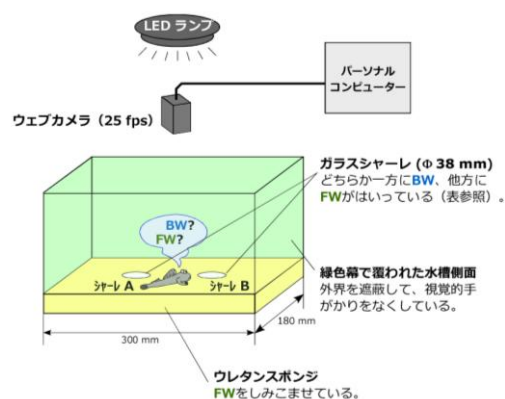 LED ランプ
パーソナル
コンピューター
ウェブカメラ（25 fps）
ガラスシャーレ (Φ 38 mm)
どちらか一方にBW、他方に
FWがはいっている（表参照）。
BW?
FW?
シャーレ A
シャーレ B
緑色幕で覆われた水槽側面
外界を遮蔽して、視覚的手
がかりをなくしている。
180 mm
300 mm
ウレタンスポンジ
FWをしみこませている。